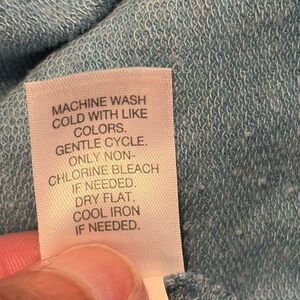 MACHINE WASH
COLD WITH LIKE
COLORS.
GENTLE CYCLE.
ONLY NON-
CHLORINE BLEACH
IF NEEDED.
DRY FLAT.
COOL IRON
IF NEEDED.